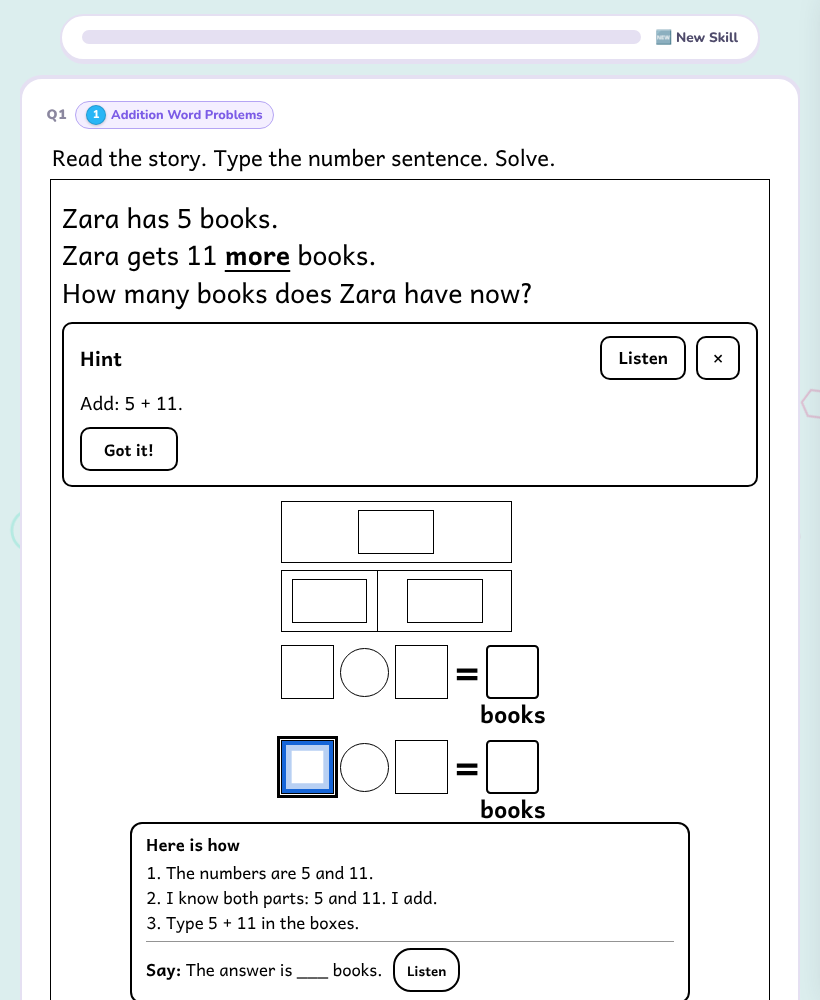 🆕 New Skill
Q1 1 Addition Word Problems
Read the story. Type the number sentence. Solve.
Zara has 5 books.
Zara gets 11 more books.
How many books does Zara have now?
Hint Listen ×
Add: 5 + 11.
Got it!
=
books
=
books
Here is how
1. The numbers are 5 and 11.
2. I know both parts: 5 and 11. I add.
3. Type 5 + 11 in the boxes.
Say: The answer is ___ books. Listen